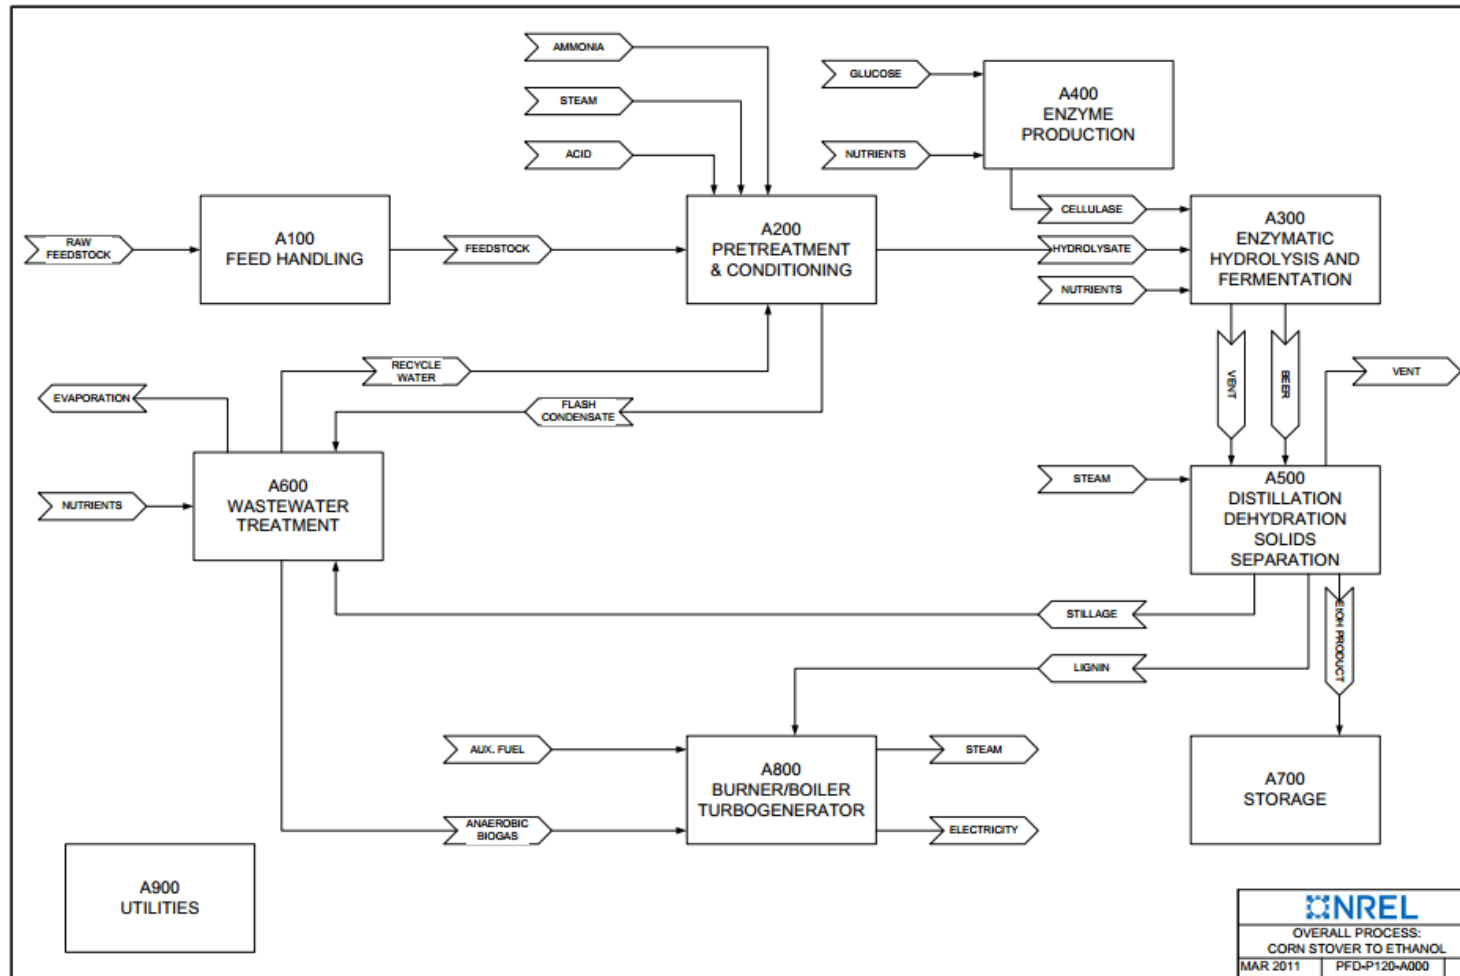 AMMONIA
STEAM
ACID
GLUCOSE
NUTRIENTS
A400
ENZYME
PRODUCTION
RAW
FEEDSTOCK
A100
FEED HANDLING
FEEDSTOCK
A200
PRETREATMENT
& CONDITIONING
CELLULASE
HYDROLYSATE
NUTRIENTS
A300
ENZYMATIC
HYDROLYSIS AND
FERMENTATION
RECYCLE
WATER
EVAPORATION
FLASH
CONDENSATE
VENT
BEER
VENT
NUTRIENTS
A600
WASTEWATER
TREATMENT
STEAM
A500
DISTILLATION
DEHYDRATION
SOLIDS
SEPARATION
STILLAGE
LIGNIN
EtOH PRODUCT
AUX. FUEL
ANAEROBIC
BIOGAS
A800
BURNER/BOILER
TURBOGENERATOR
STEAM
ELECTRICITY
A700
STORAGE
A900
UTILITIES
NREL
OVERALL PROCESS:
CORN STOVER TO ETHANOL
MAR 2011 PFD-P120-A000